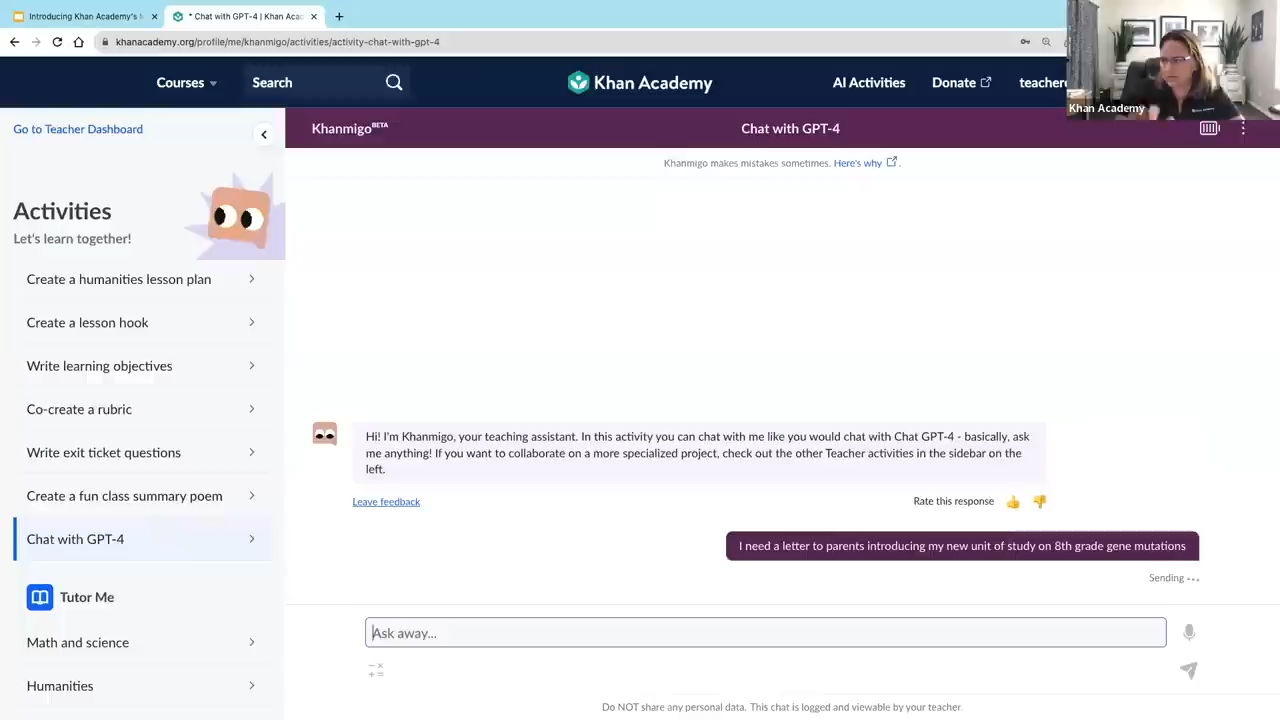 Introducing Khan Academy's
* Chat with GPT-4 | Khan Aca
khanacademy.org/profile/me/khanmigo/activities/activity-chat-with-gpt-4
Courses
Search
Khan Academy
AI Activities
Donate
teachere
Khan Academy
Go to Teacher Dashboard
Khanmigo BETA
Chat with GPT-4
Khanmigo makes mistakes sometimes. Here's why .
Activities
Let's learn together!
Create a humanities lesson plan
Create a lesson hook
Write learning objectives
Co-create a rubric
Write exit ticket questions
Create a fun class summary poem
Chat with GPT-4
Tutor Me
Math and science
Humanities
Hi! I'm Khanmigo, your teaching assistant. In this activity you can chat with me like you would chat with Chat GPT-4 - basically, ask
me anything! If you want to collaborate on a more specialized project, check out the other Teacher activities in the sidebar on the
left.
Leave feedback
Rate this response
I need a letter to parents introducing my new unit of study on 8th grade gene mutations
Sending
Ask away...
Do NOT share any personal data. This chat is logged and viewable by your teacher.